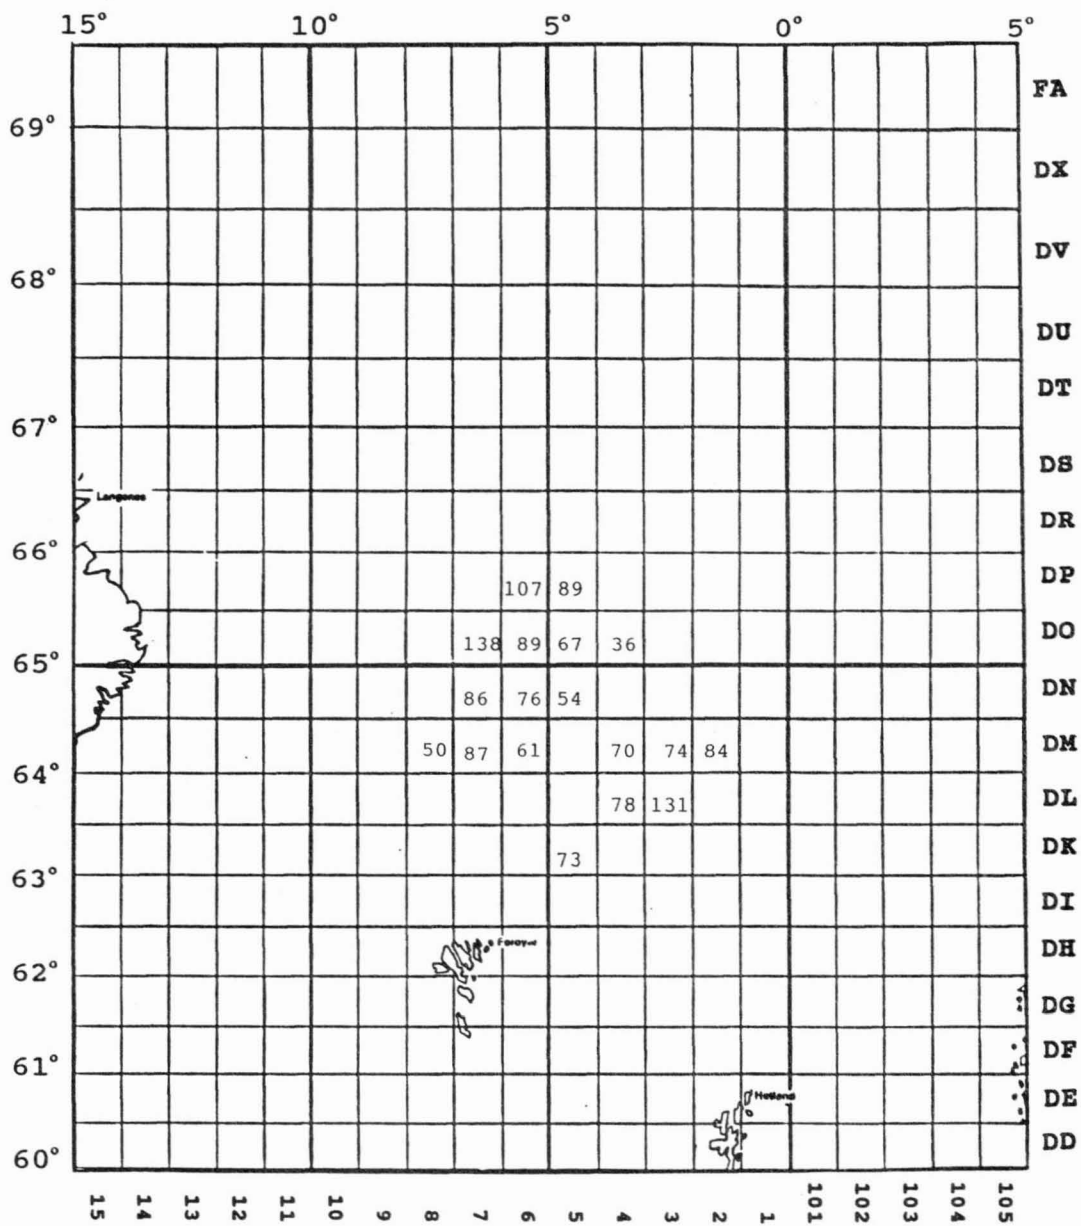 15° 10° 5° 0° 5°
FA
69°
DX
DV
68°
DU
DT
67°
DS
Langanes
DR
66°
DP
107 89
DO
138 89 67 36
65°
DN
86 76 54
DM
50 87 61 70 74 84
64°
DL
78 131
DK
73
63°
DI
Føroyar
DH
62°
DG
DF
61°
DE
Hetland
DD
60°
15 14 13 12 11 10 9 8 7 6 5 4 3 2 1 101 102 103 104 105